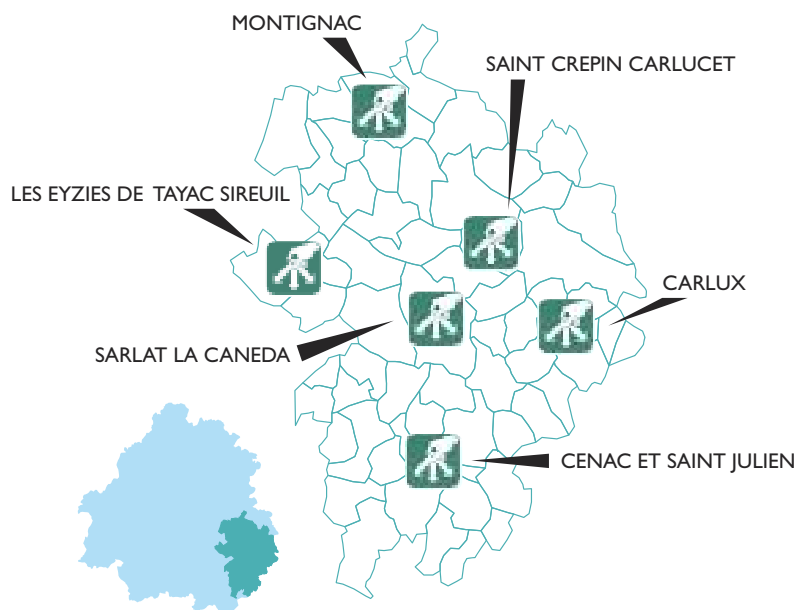 MONTIGNAC
SAINT CREPIN CARLUCET
LES EYZIES DE TAYAC SIREUIL
CARLUX
SARLAT LA CANEDA
CENAC ET SAINT JULIEN